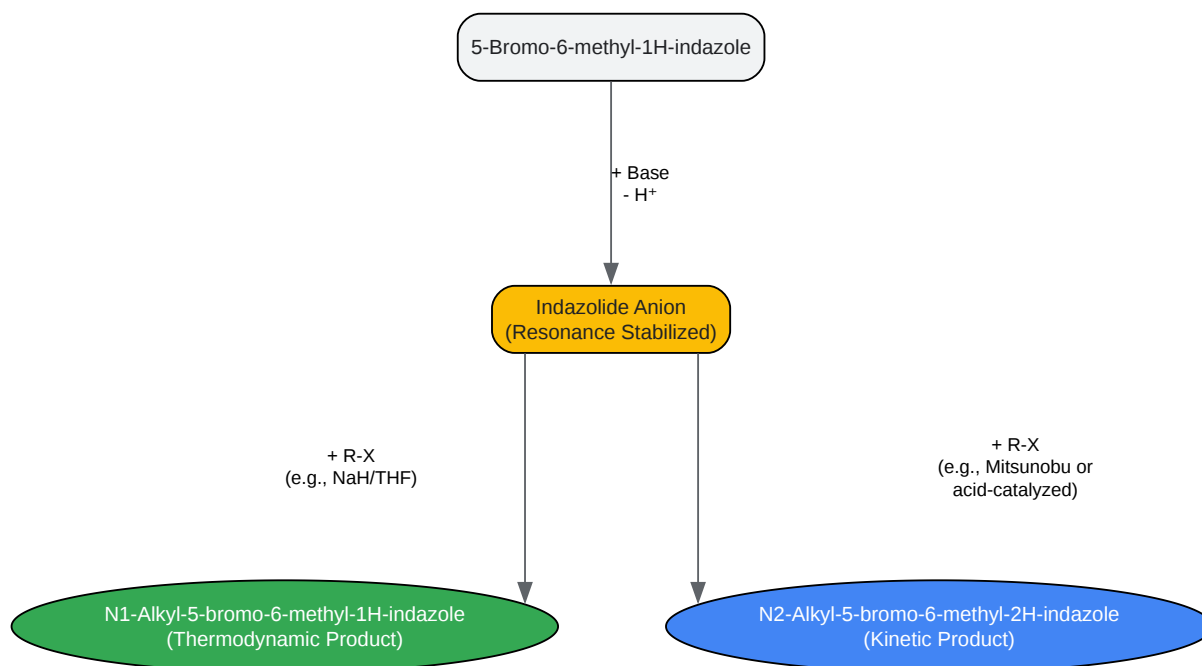 5-Bromo-6-methyl-1H-indazole
+ Base
- H⁺
Indazolide Anion
(Resonance Stabilized)
+ R-X
(e.g., NaH/THF)
+ R-X
(e.g., Mitsunobu or
acid-catalyzed)
N1-Alkyl-5-bromo-6-methyl-1H-indazole
(Thermodynamic Product)
N2-Alkyl-5-bromo-6-methyl-2H-indazole
(Kinetic Product)